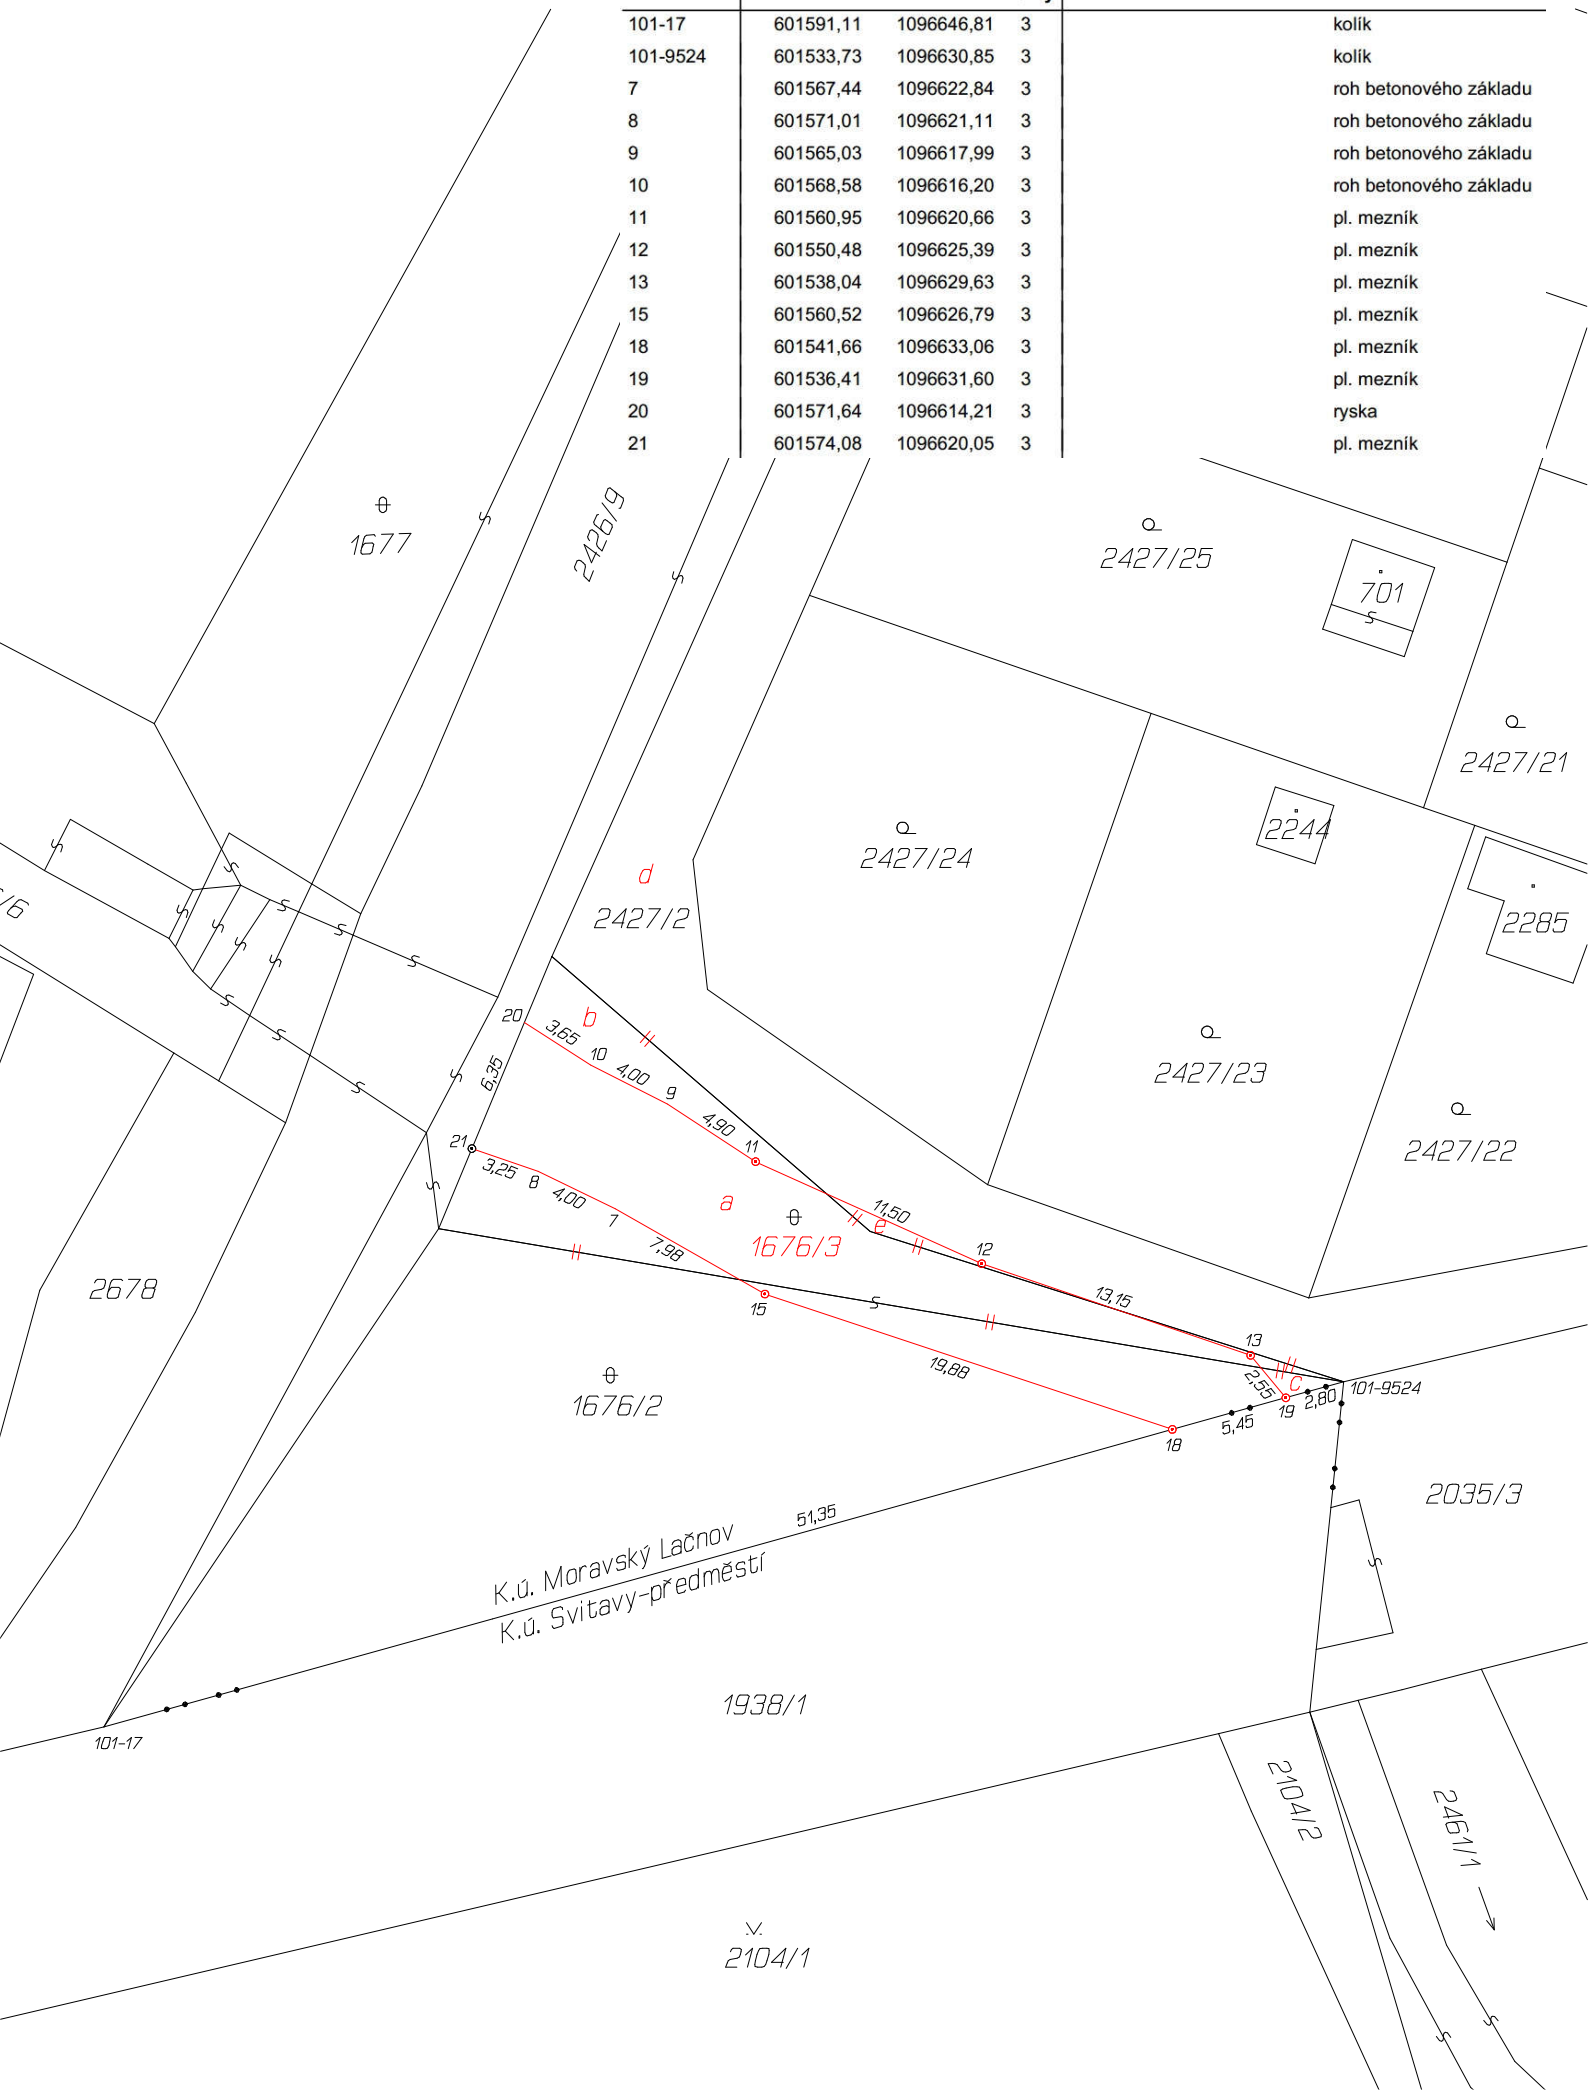 101-17 601591,11 1096646,81 3 kolík
101-9524 601533,73 1096630,85 3 kolík
7 601567,44 1096622,84 3 roh betonového základu
8 601571,01 1096621,11 3 roh betonového základu
9 601565,03 1096617,99 3 roh betonového základu
10 601568,58 1096616,20 3 roh betonového základu
11 601560,95 1096620,66 3 pl. mezník
12 601550,48 1096625,39 3 pl. mezník
13 601538,04 1096629,63 3 pl. mezník
15 601560,52 1096626,79 3 pl. mezník
18 601541,66 1096633,06 3 pl. mezník
19 601536,41 1096631,60 3 pl. mezník
20 601571,64 1096614,21 3 ryska
21 601574,08 1096620,05 3 pl. mezník
1677
2426/9
2427/25
701
2427/21
2244
2427/24
d
2427/2
2285
/6
20
b
3,65
10
4,00
9
6,35
4,90
11
2427/23
21
3,25
8
4,00
7
7,98
a
1676/3
e
11,50
12
2427/22
2678
15
13,15
13
19,88
2,55
c
101-9524
2,80
19
5,45
18
1676/2
2035/3
51,35
K.ú. Moravský Lačnov
K.ú. Svitavy-předměstí
1938/1
101-17
2104/2
2461/1
2104/1